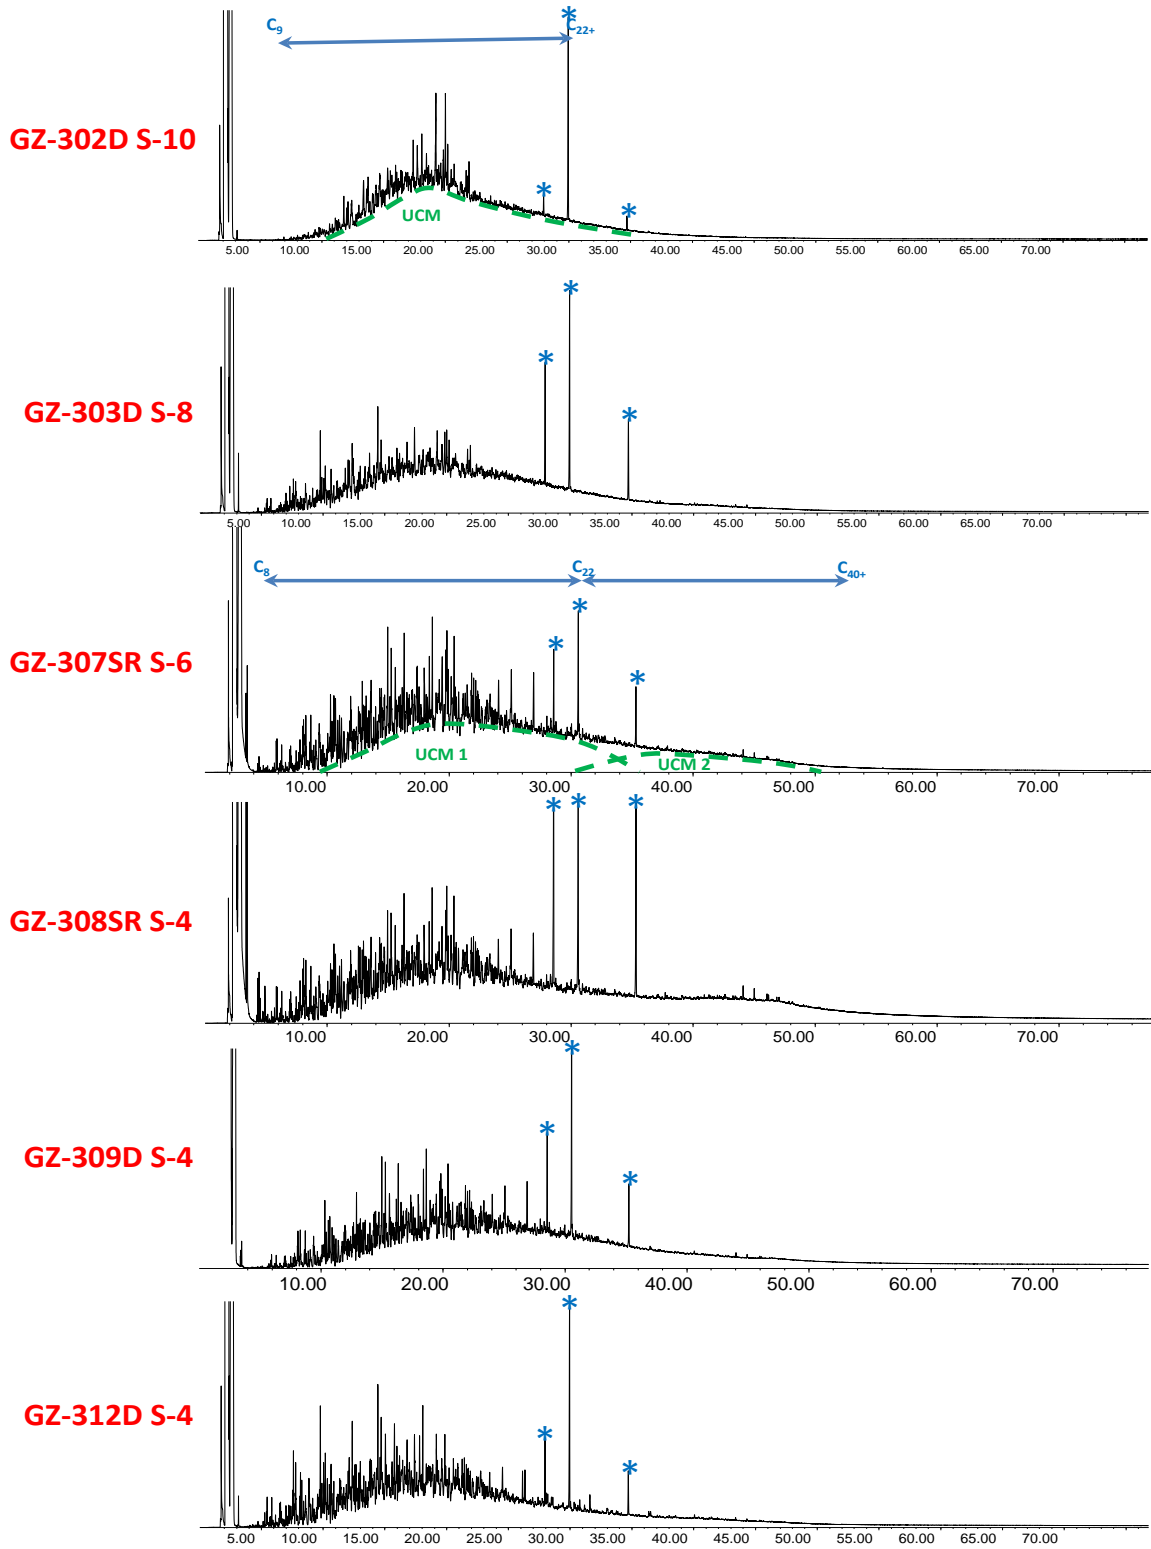 C9 C22+
* * *
GZ-302D S-10
UCM
5.00 10.00 15.00 20.00 25.00 30.00 35.00 40.00 45.00 50.00 55.00 60.00 65.00 70.00
* * *
GZ-303D S-8
5.00 10.00 15.00 20.00 25.00 30.00 35.00 40.00 45.00 50.00 55.00 60.00 65.00 70.00
C8 C22 C40+
* * *
GZ-307SR S-6
UCM 1 UCM 2
10.00 20.00 30.00 40.00 50.00 60.00 70.00
* * *
GZ-308SR S-4
10.00 20.00 30.00 40.00 50.00 60.00 70.00
* * *
GZ-309D S-4
10.00 20.00 30.00 40.00 50.00 60.00 70.00
* * *
GZ-312D S-4
5.00 10.00 15.00 20.00 25.00 30.00 35.00 40.00 45.00 50.00 55.00 60.00 65.00 70.00